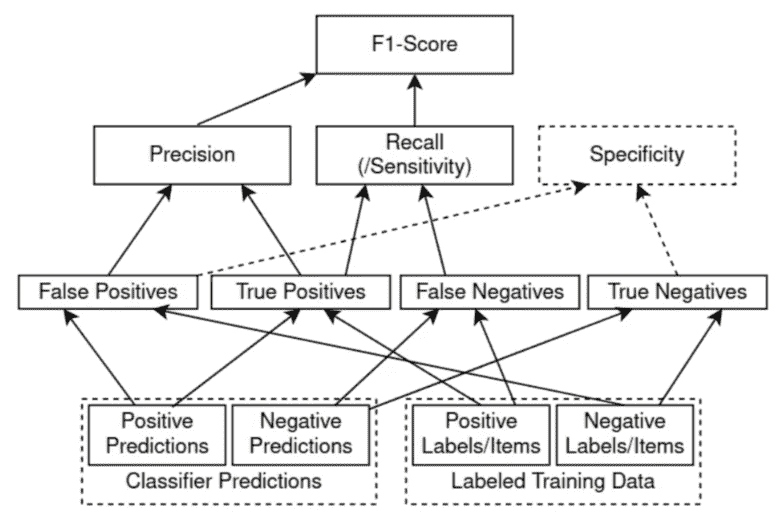 F1-Score
Precision
Recall
(/Sensitivity)
Specificity
False Positives
True Positives
False Negatives
True Negatives
Positive
Predictions
Negative
Predictions
Classifier Predictions
Positive
Labels/Items
Negative
Labels/Items
Labeled Training Data